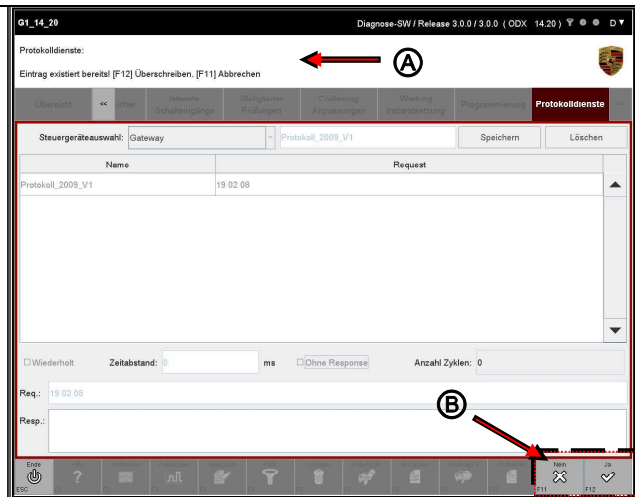 G1_14_20
Diagnose-SW / Release 3.0.0 / 3.0.0 ( ODX 14.20 )
D
Protokolldienste:
A
Eintrag existiert bereits! [F12] Überschreiben. [F11] Abbrechen
Übersicht << Istwerte Schalteingänge Stellglieder Prüfungen Codierung Anpassungen Wartung Instandsetzung Programmierung Protokolldienste
Steuergeräteauswahl: Gateway Protokoll_2009_V1 Speichern Löschen
Name Request
Protokoll_2009_V1 19 02 08
Wiederholt Zeitabstand: 0 ms Ohne Response Anzahl Zyklen: 0
Req.: 19 02 08
B
Resp.:
Ende Nein Ja
ESC F11 F12